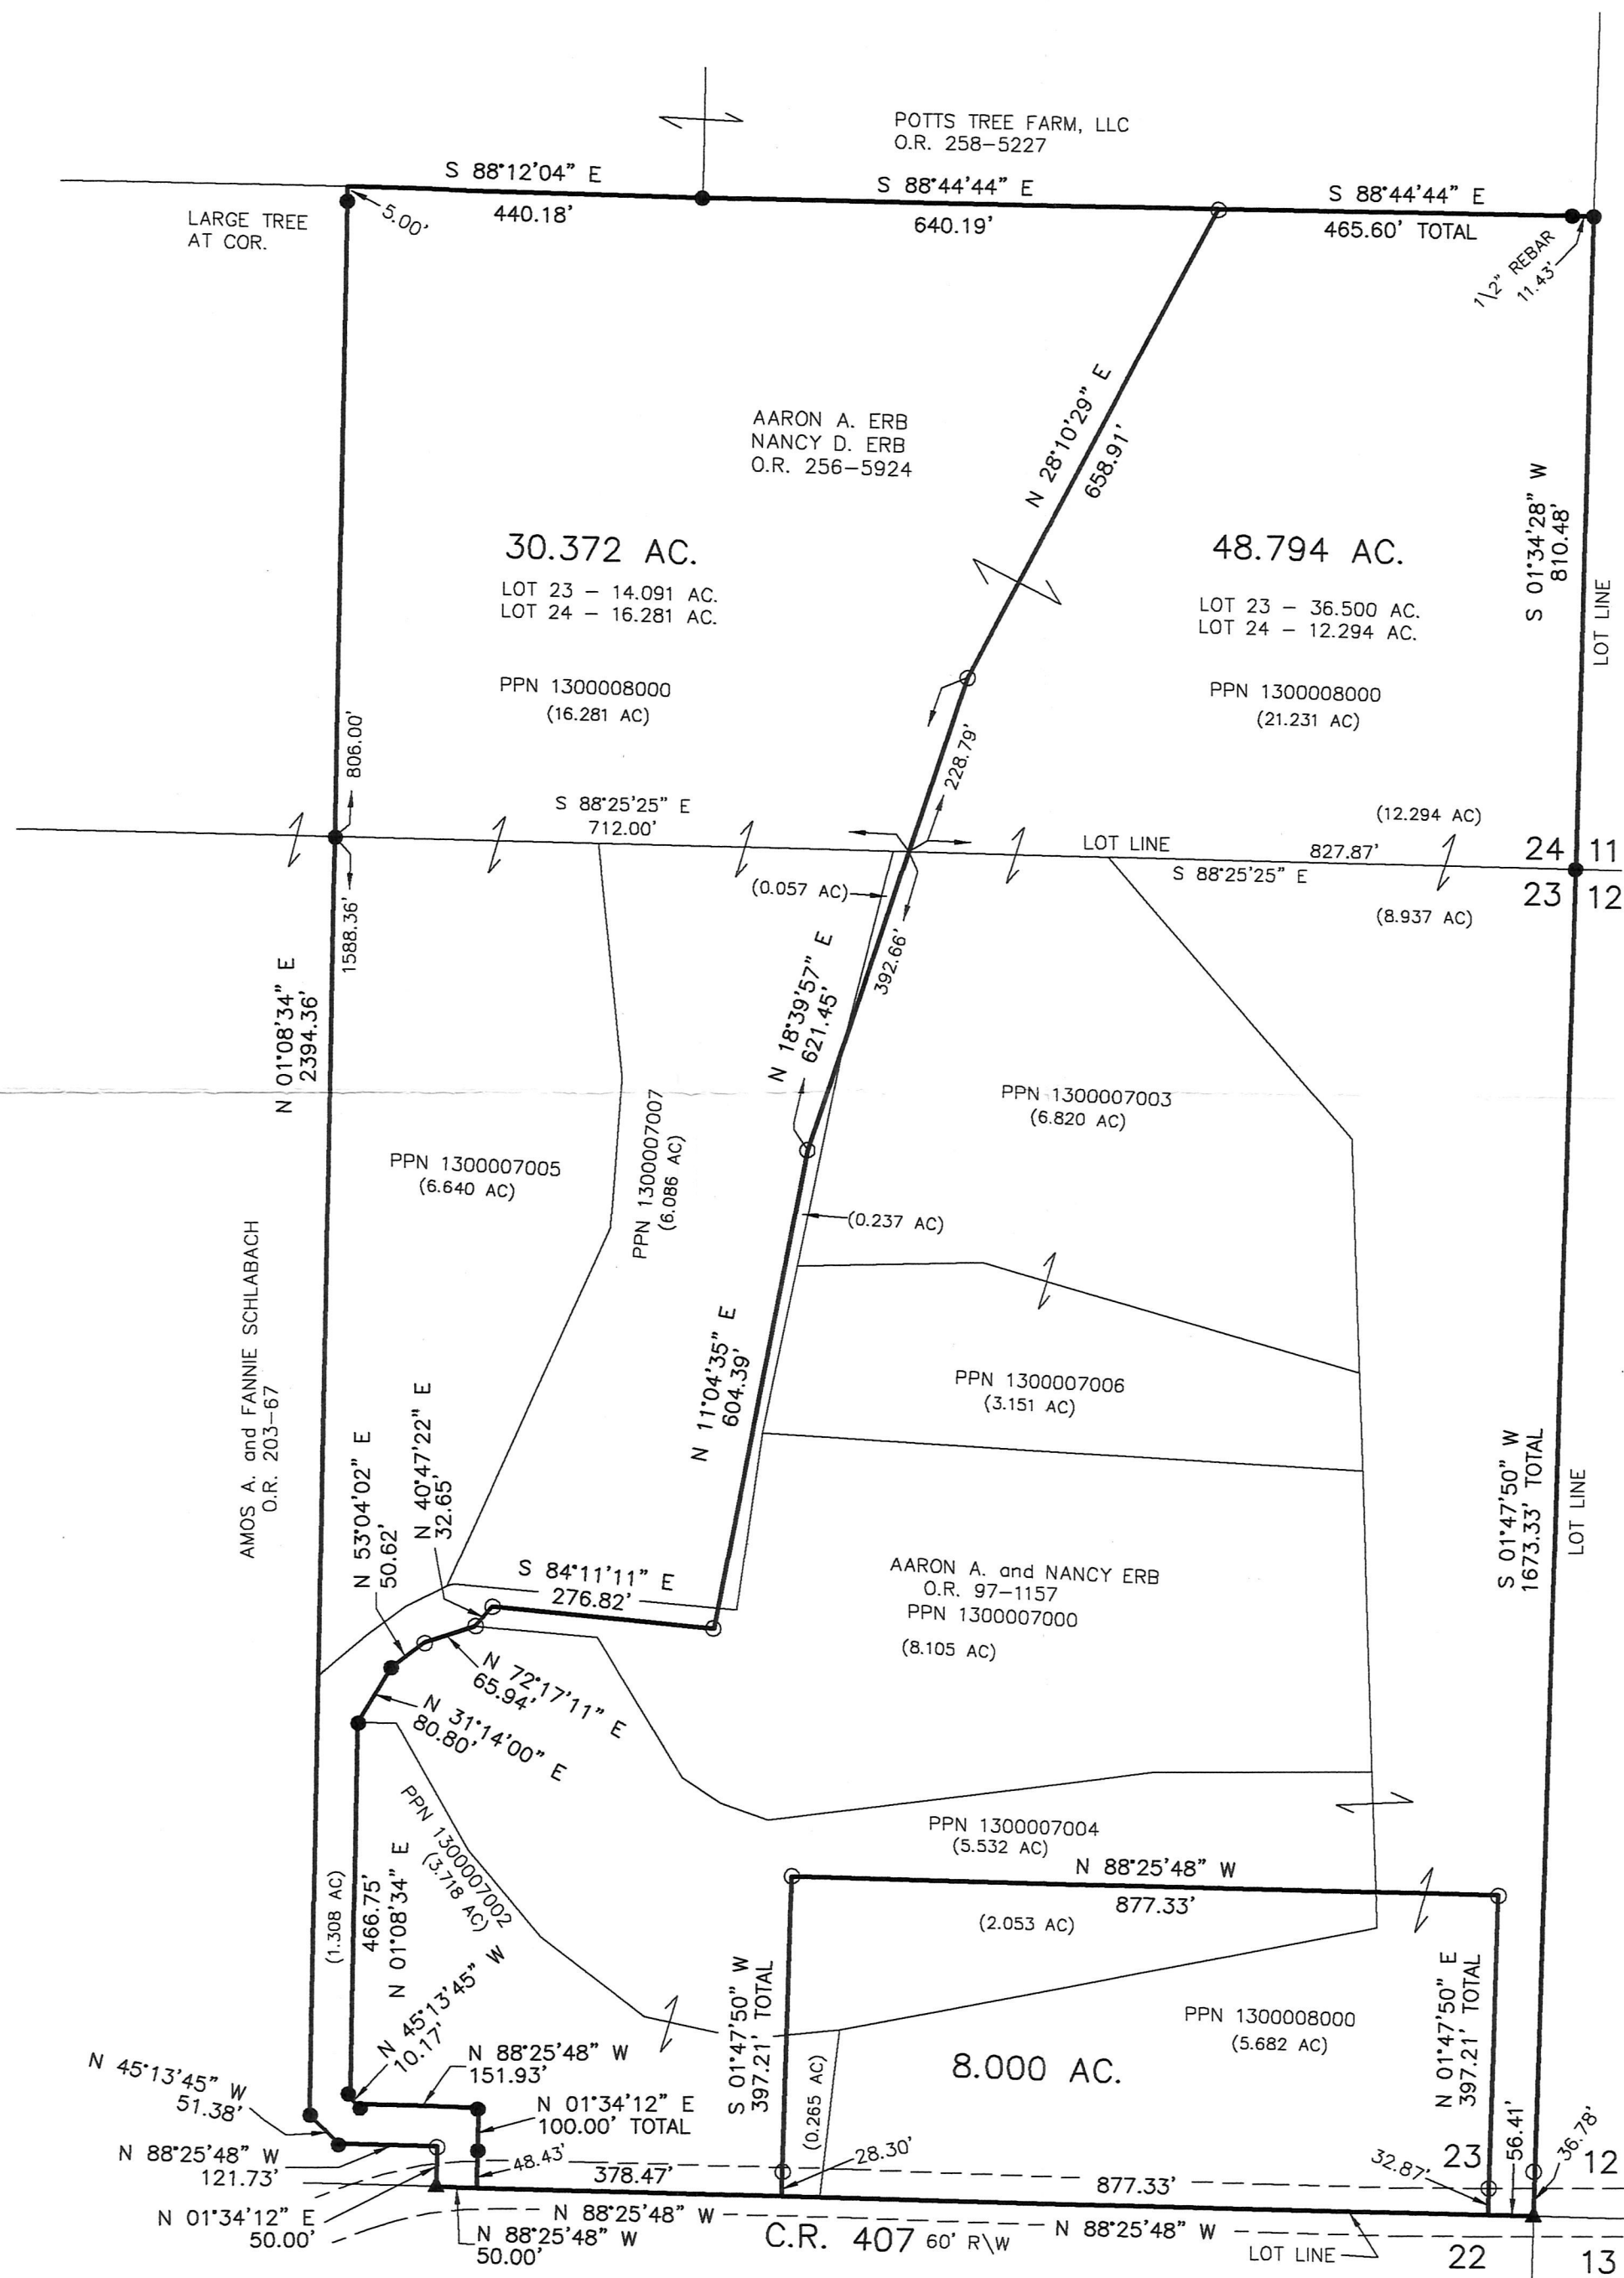 POTTS TREE FARM, LLC
O.R. 258-5227
S 88°12'04" E
440.18'
S 88°44'44" E
640.19'
S 88°44'44" E
465.60' TOTAL
LARGE TREE
AT COR.
5.00'
1\2" REBAR
11.43'
AARON A. ERB
NANCY D. ERB
O.R. 256-5924
N 28°10'29" E
658.91'
30.372 AC.
LOT 23 - 14.091 AC.
LOT 24 - 16.281 AC.
PPN 1300008000
(16.281 AC)
48.794 AC.
LOT 23 - 36.500 AC.
LOT 24 - 12.294 AC.
PPN 1300008000
(21.231 AC)
S 01°34'28" W
810.48'
LOT LINE
806.00'
228.79'
S 88°25'25" E
712.00'
LOT LINE
827.87'
S 88°25'25" E
(12.294 AC)
24
11
23
12
(8.937 AC)
(0.057 AC)
1588.36'
392.66'
N 01°08'34" E
2394.36'
N 18°39'57" E
621.45'
PPN 1300007003
(6.820 AC)
PPN 1300007005
(6.640 AC)
PPN 1300007007
(6.086 AC)
(0.237 AC)
AMOS A. and FANNIE SCHLABACH
O.R. 203-67
N 11°04'35" E
604.39'
PPN 1300007006
(3.151 AC)
N 53°04'02" E
50.62'
N 40°47'22" E
32.65'
S 84°11'11" E
276.82'
AARON A. and NANCY ERB
O.R. 97-1157
PPN 1300007000
(8.105 AC)
S 01°47'50" W
1673.33' TOTAL
LOT LINE
N 72°17'11" E
65.94'
N 31°14'00" E
80.80'
PPN 1300007002
(3.718 AC)
PPN 1300007004
(5.532 AC)
N 88°25'48" W
877.33'
(2.053 AC)
(1.308 AC)
466.75'
N 01°08'34" E
N 45°13'45" W
10.17'
S 01°47'50" W
397.21' TOTAL
PPN 1300008000
(5.682 AC)
8.000 AC.
N 01°47'50" E
397.21' TOTAL
N 45°13'45" W
51.38'
N 88°25'48" W
151.93'
N 01°34'12" E
100.00' TOTAL
(0.265 AC)
N 88°25'48" W
121.73'
48.43'
378.47'
28.30'
877.33'
32.87'
23
56.41'
36.78'
12
N 01°34'12" E
50.00'
N 88°25'48" W
50.00'
N 88°25'48" W
C.R. 407 60' R\W
N 88°25'48" W
LOT LINE
22
13